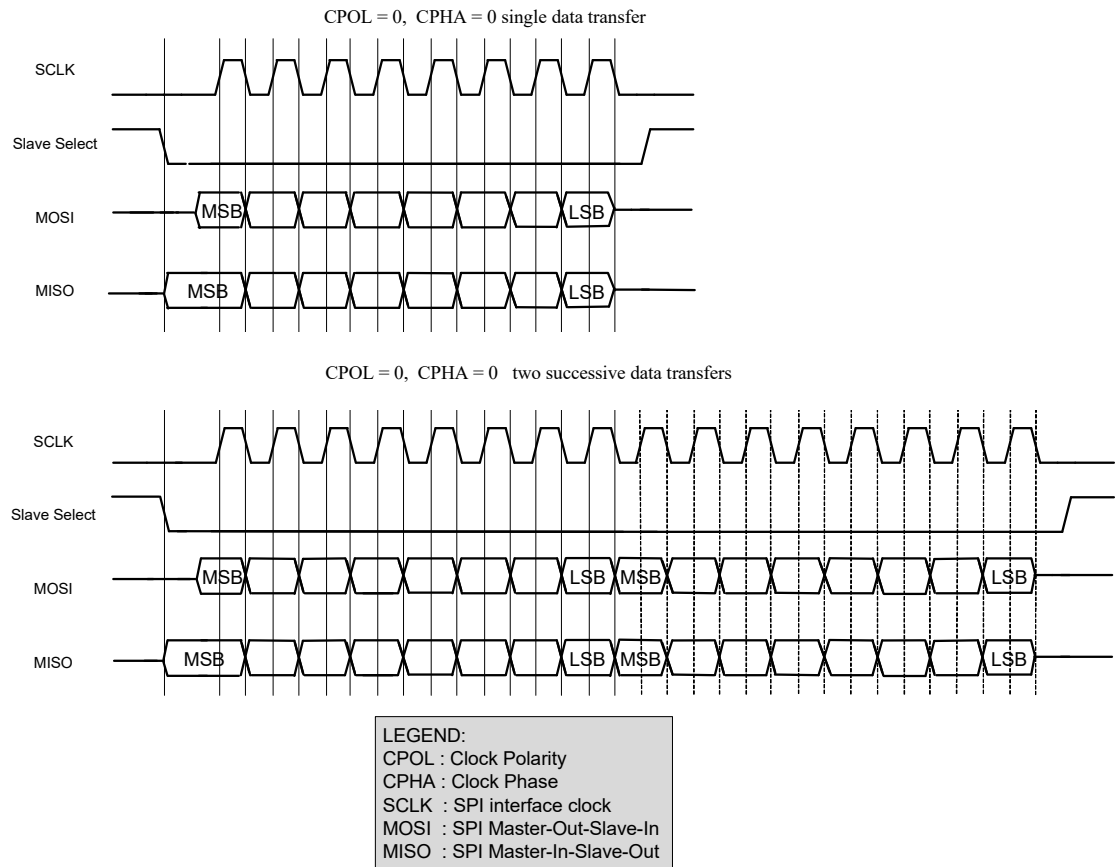 CPOL = 0, CPHA = 0 single data transfer
SCLK
Slave Select
MOSI
MSB
LSB
MISO
MSB
LSB
CPOL = 0, CPHA = 0 two successive data transfers
SCLK
Slave Select
MOSI
MSB
LSB
MSB
LSB
MISO
MSB
LSB
MSB
LSB
LEGEND:
CPOL : Clock Polarity
CPHA : Clock Phase
SCLK : SPI interface clock
MOSI : SPI Master-Out-Slave-In
MISO : SPI Master-In-Slave-Out